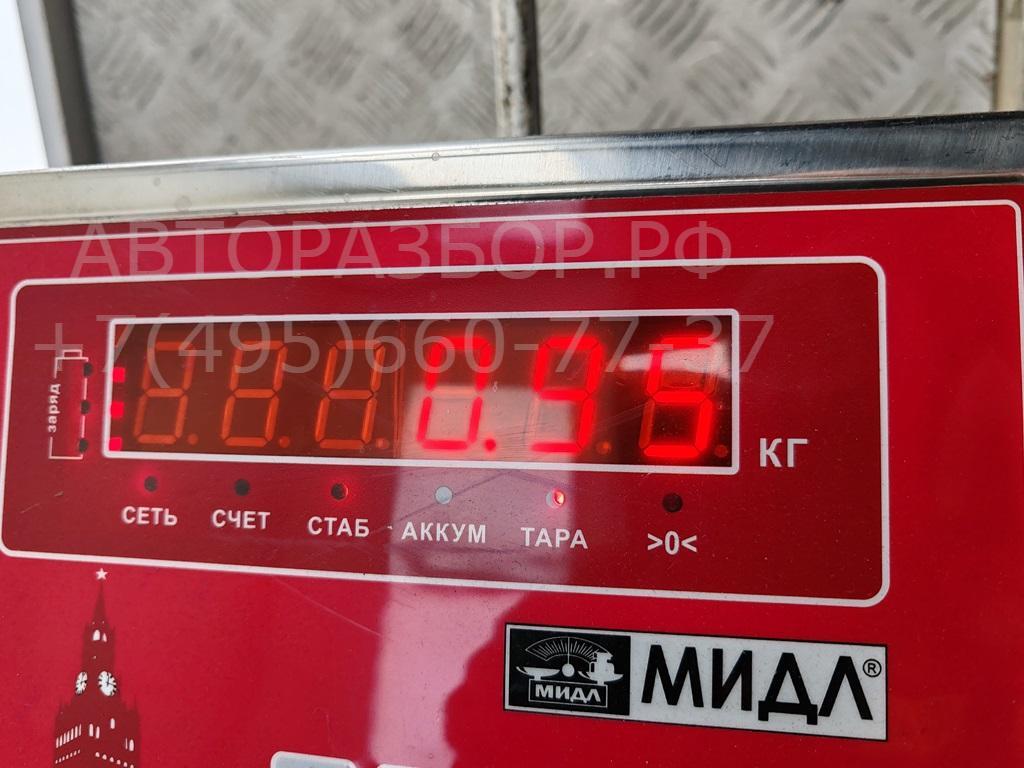 АВТОРАЗБОР.РФ
+7(495)660-77-37
заряд
0.95
КГ
СЕТЬ СЧЕТ СТАБ АККУМ ТАРА >0<
МИДЛ МИДЛ®